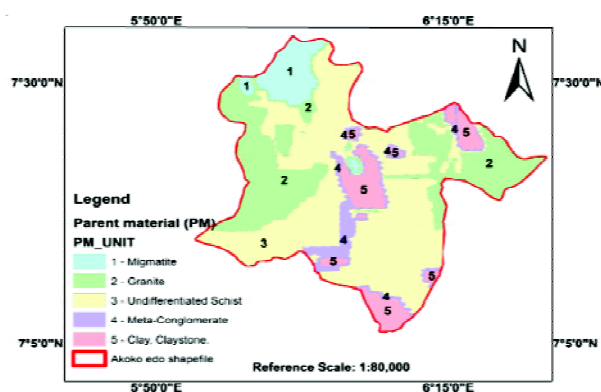 5°50'0"E 6°15'0"E
N
7°30'0"N 7°30'0"N
1
1
2
4 5
4 5
2
4
5
4 5
2
4
5
3
4
5
5
4
5
Legend
Parent material (PM)
PM_UNIT
1 - Migmatite
2 - Granite
3 - Undifferentiated Schist
4 - Meta-Conglomerate
5 - Clay, Claystone.
Akoko edo shapefile
Reference Scale: 1:80,000
7°5'0"N 7°5'0"N
5°50'0"E 6°15'0"E